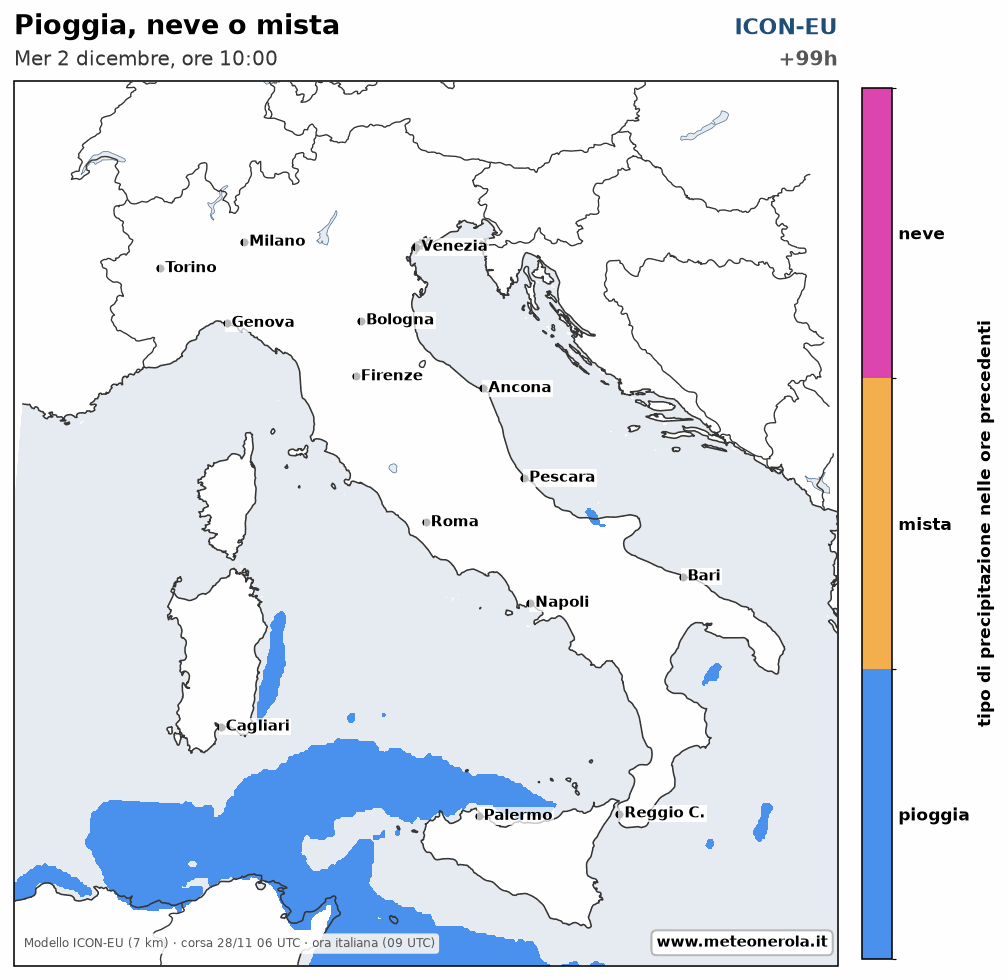 Pioggia, neve o mista
ICON-EU
Mer 2 dicembre, ore 10:00
+99h
neve
mista
pioggia
tipo di precipitazione nelle ore precedenti
Milano
Venezia
Torino
Genova
Bologna
Firenze
Ancona
Pescara
Roma
Bari
Napoli
Cagliari
Palermo
Reggio C.
Modello ICON-EU (7 km) · corsa 28/11 06 UTC · ora italiana (09 UTC)
www.meteonerola.it